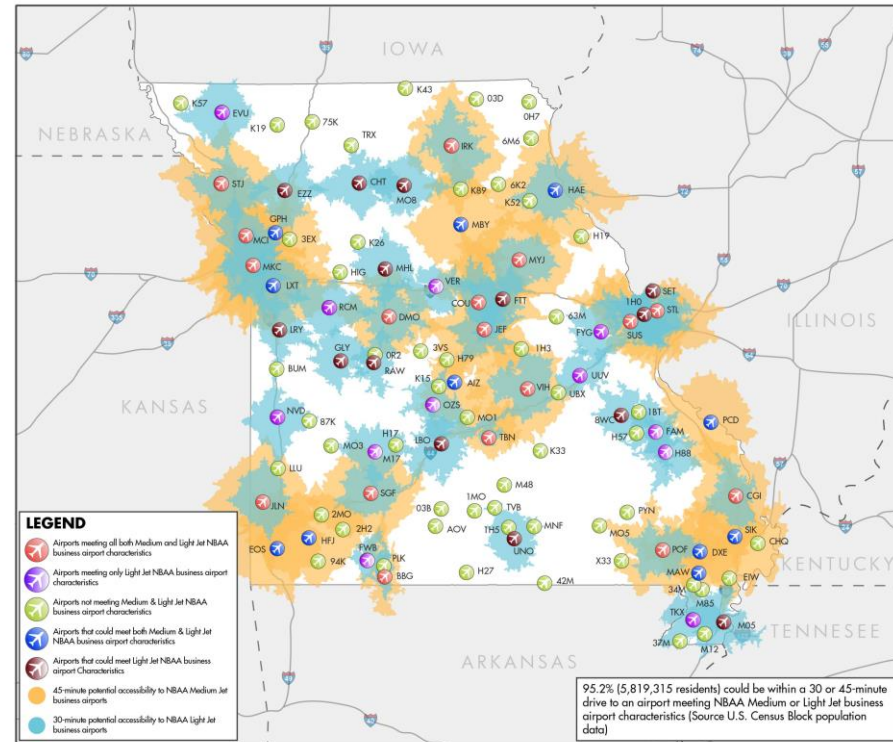 IOWA
NEBRASKA
ILLINOIS
KANSAS
KENTUCKY
TENNESSEE
ARKANSAS
K57
EVU
K19
75K
K43
03D
0H7
TRX
IRK
6M6
STJ
EZZ
CHT
MO8
K89
6K2
K52
HAE
GPH
MCI
3EX
MBY
K26
H19
MKC
HIG
MHL
MYJ
LXT
VER
RCM
COU
FTT
DMO
JEF
63M
1H0
SET
STL
SUS
FYG
LRY
GLY
0R2
RAW
3VS
H79
1H3
BUM
K15
AIZ
OZS
VIH
UBX
UUV
NVD
87K
MO1
BWC
1BT
H57
FAM
H88
PCD
MO3
H17
M17
LBO
44
TBN
K33
LLU
JLN
SGF
M48
2MO
03B
1MO
TVB
PYN
CGI
HFJ
2H2
AOV
TH5
MNF
MO5
SIK
CHQ
EOS
94K
FWB
PLK
BBG
UNO
H27
42M
X33
POF
DXE
MAW
EIW
34M
M85
TKX
M05
37M
M12
LEGEND
Airports meeting all both Medium and Light Jet NBAA
business airport characteristics
Airports meeting only Light Jet NBAA business airport
characteristics
Airports not meeting Medium & Light Jet NBAA
business airport characteristics
Airports that could meet both Medium & Light Jet
NBAA business airport characteristics
Airports that could meet Light Jet NBAA business
airport Characteristics
45-minute potential accessibility to NBAA Medium Jet
business airports
30-minute potential accessibility to NBAA Light Jet
business airports
95.2% (5,819,315 residents) could be within a 30 or 45-minute
drive to an airport meeting NBAA Medium or Light Jet business
airport characteristics (Source U.S. Census Block population
data)